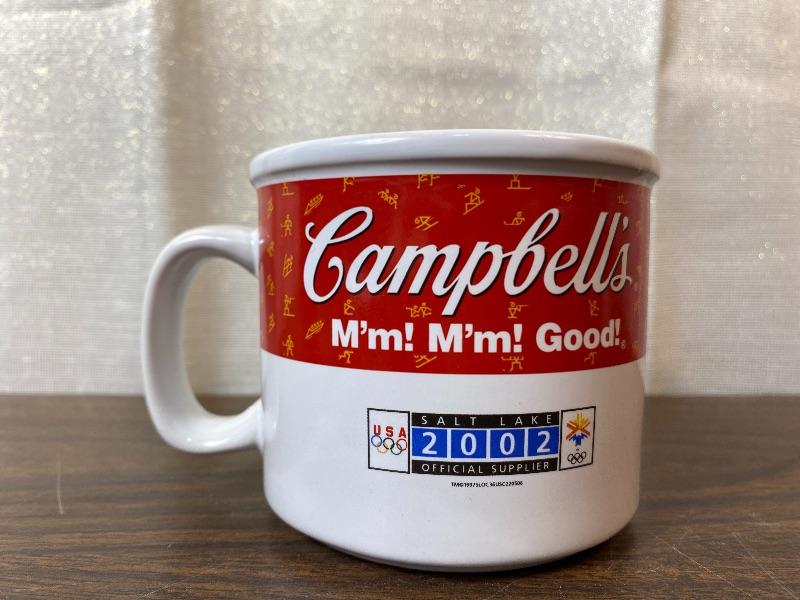 Campbell's
M'm! M'm! Good!®
SALT LAKE
USA
2002
OFFICIAL SUPPLIER